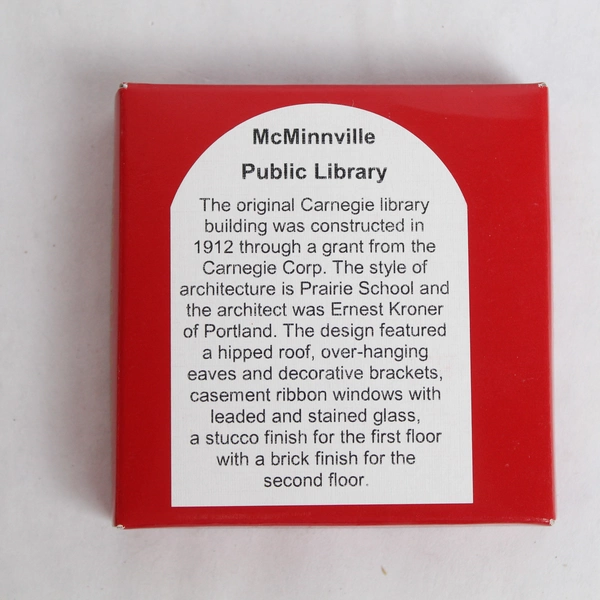 McMinnville
Public Library
The original Carnegie library
building was constructed in
1912 through a grant from the
Carnegie Corp. The style of
architecture is Prairie School and
the architect was Ernest Kroner
of Portland. The design featured
a hipped roof, over-hanging
eaves and decorative brackets,
casement ribbon windows with
leaded and stained glass,
a stucco finish for the first floor
with a brick finish for the
second floor.